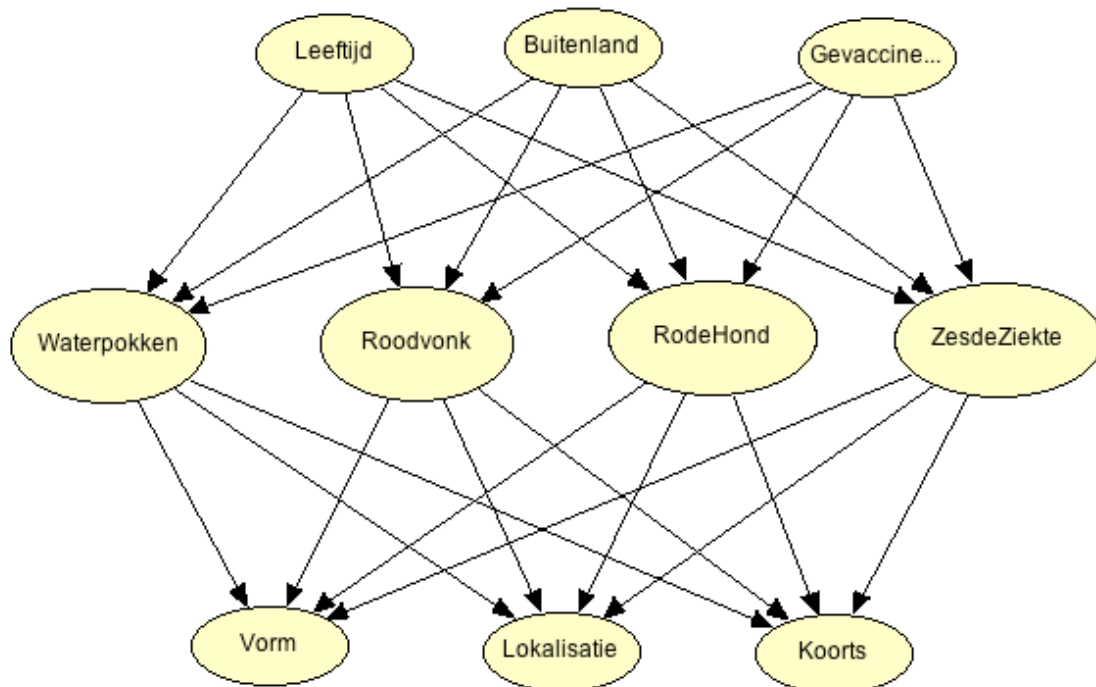 Leeftijd
Buitenland
Gevaccine...
Waterpokken
Roodvonk
RodeHond
ZesdeZiekte
Vorm
Lokalisatie
Koorts